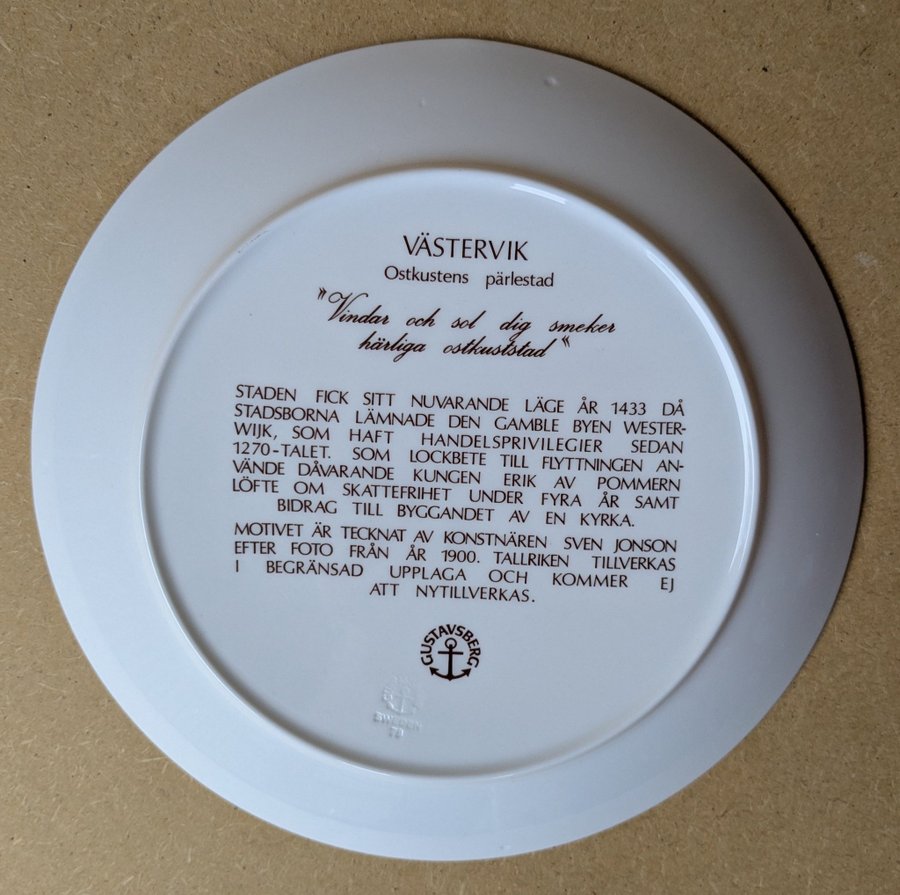 VÄSTERVIK
Ostkustens pärlestad
"Vindar och sol dig smeker
härliga ostkuststad"
STADEN FICK SITT NUVARANDE LÄGE ÅR 1433 DÅ
STADSBORNA LÄMNADE DEN GAMBLE BYEN WESTER-
WIJK, SOM HAFT HANDELSPRIVILEGIER SEDAN
1270-TALET. SOM LOCKBETE TILL FLYTTNINGEN AN-
VÄNDE DÅVARANDE KUNGEN ERIK AV POMMERN
LÖFTE OM SKATTEFRIHET UNDER FYRA ÅR SAMT
BIDRAG TILL BYGGANDET AV EN KYRKA.
MOTIVET ÄR TECKNAT AV KONSTNÄREN SVEN JONSON
EFTER FOTO FRÅN ÅR 1900. TALLRIKEN TILLVERKAS
I BEGRÄNSAD UPPLAGA OCH KOMMER EJ
ATT NYTILLVERKAS.
GUSTAVSBERG
SWEDEN